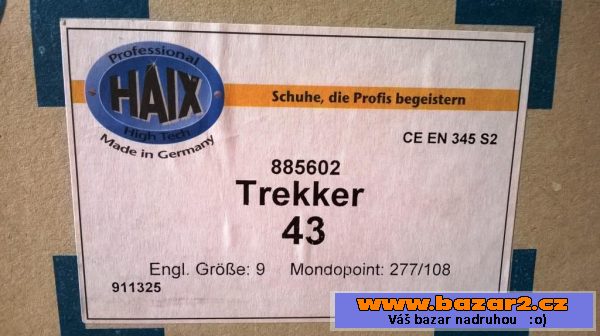 Professional
HAIX
High Tech
Made in Germany
Schuhe, die Profis begeistern
CE EN 345 S2
885602
Trekker
43
Engl. Größe: 9 Mondopoint: 277/108
911325
www.bazar2.cz
Váš bazar nadruhou :o)